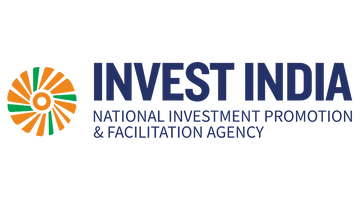 INVEST INDIA
NATIONAL INVESTMENT PROMOTION
& FACILITATION AGENCY